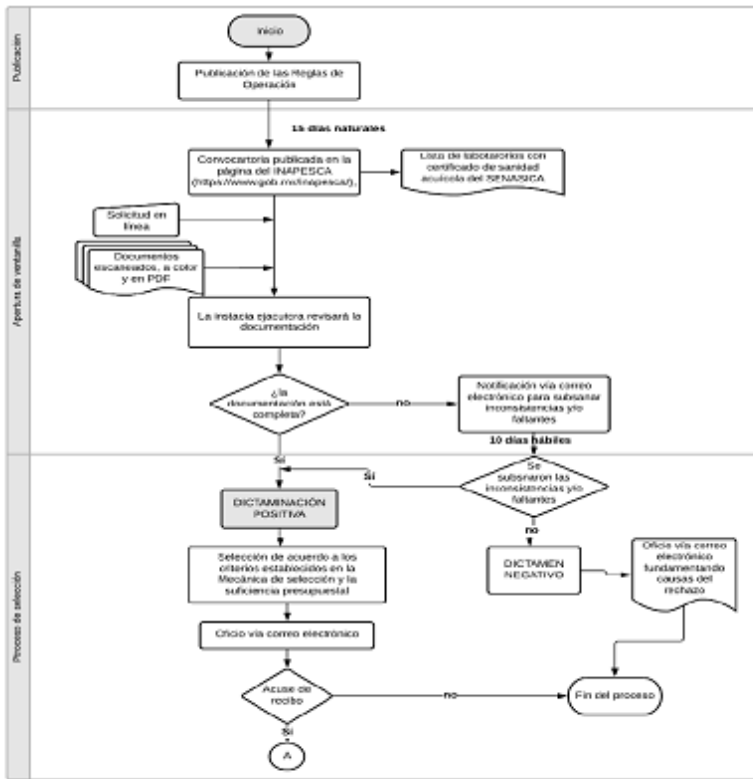 Publicación
Inicio
Publicación de las Reglas de
Operación
Apertura de ventanilla
15 días naturales
Convocartoria publicada en la
página del INAPESCA
(https://www.gob.mx/inapesca/),
Lista de labotarorios con
certificado de sanidad
acuícola del SENASICA
Solicitud en
línea
Documentos
escaneados, a color
y en PDF
La instacia ejecutora revisará la
documentación
¿la
documentación está
completa?
no
Notificación vía correo
electrónico para subsanar
inconsistencias y/o
faltantes
10 días hábiles
Proceso de selección
Si
Si
Se
subsnaron las
inconsistencias y/o
faltantes
DICTAMINACIÓN
POSITIVA
no
Selección de acuerdo a los
criterios establecidos en la
Mecánica de selección y la
suficiencia presupuestal
DICTAMEN
NEGATIVO
Oficio vía correo
electrónico
fundamentando
causas del
rechazo
Oficio vía correo electrónico
Acuse de
recibo
no
Fin del proceso
Si
A